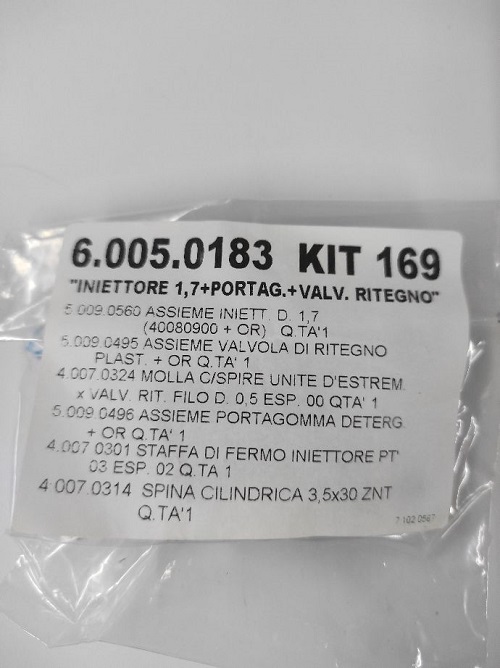 6.005.0183 KIT 169
"INIETTORE 1,7+PORTAG.+VALV. RITEGNO"
5.009.0560 ASSIEME INIETT. D. 1,7
(40080900 + OR) Q.TA'1
5.009.0495 ASSIEME VALVOLA DI RITEGNO
PLAST. + OR Q.TA' 1
4.007.0324 MOLLA C/SPIRE UNITE D'ESTREM.
x VALV. RIT. FILO D. 0,5 ESP. 00 QTA' 1
5.009.0496 ASSIEME PORTAGOMMA DETERG.
+ OR Q.TA' 1
4.007.0301 STAFFA DI FERMO INIETTORE PT'
03 ESP. 02 Q.TA 1
4.007.0314 SPINA CILINDRICA 3,5x30 ZNT
Q.TA'1
7.102.0567